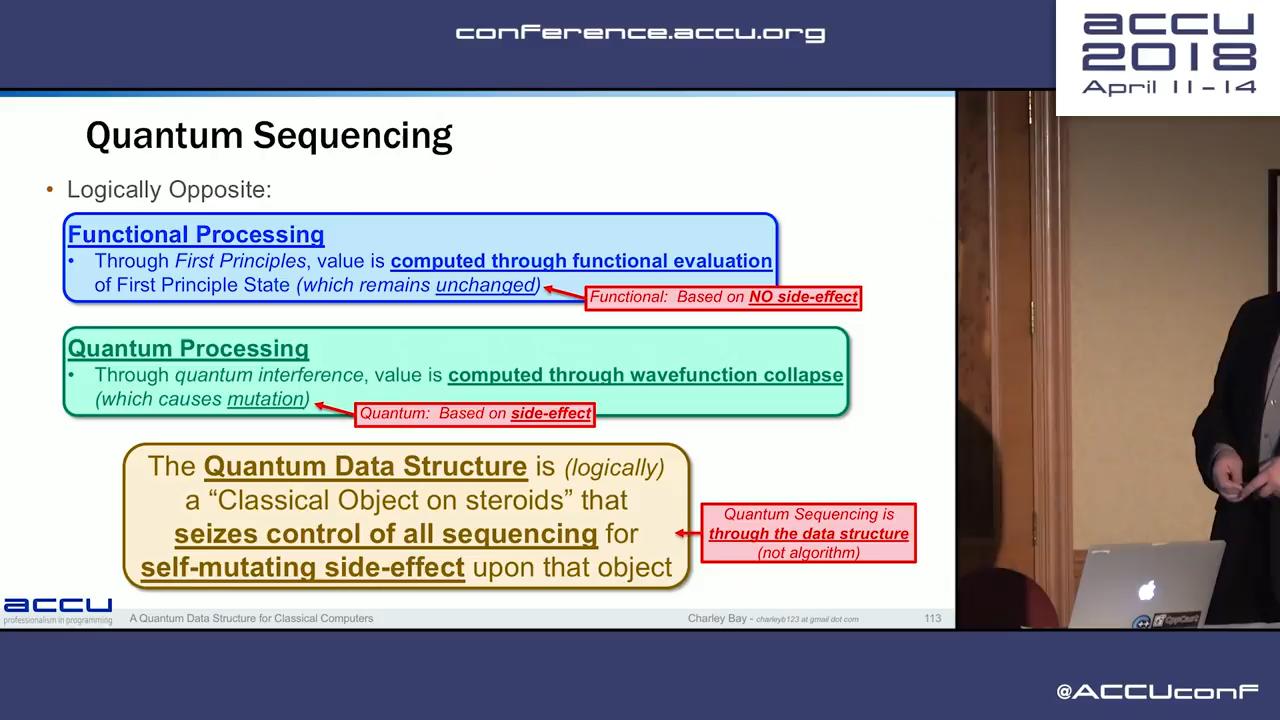 conference.accu.org
accu
2018
April 11-14
Quantum Sequencing
• Logically Opposite:
Functional Processing
• Through First Principles, value is computed through functional evaluation
of First Principle State (which remains unchanged)
Functional: Based on NO side-effect
Quantum Processing
• Through quantum interference, value is computed through wavefunction collapse
(which causes mutation)
Quantum: Based on side-effect
The Quantum Data Structure is (logically)
a “Classical Object on steroids” that
seizes control of all sequencing for
self-mutating side-effect upon that object
Quantum Sequencing is
through the data structure
(not algorithm)
accu
professionalism in programming
A Quantum Data Structure for Classical Computers
Charley Bay - charleyb123 at gmail dot com
113
CppCast
@ACCUconf